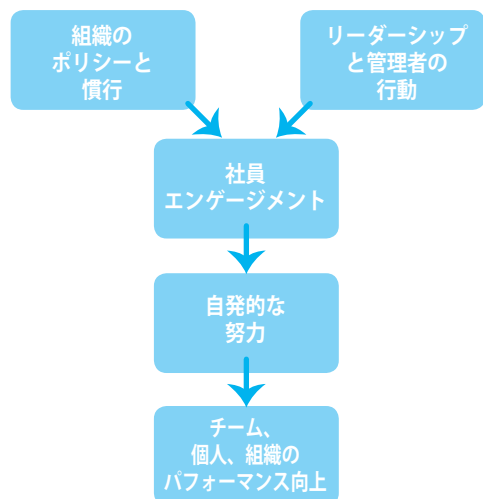 組織の
ポリシーと
慣行
リーダーシップ
と管理者の
行動
社員
エンゲージメント
自発的な
努力
チーム、
個人、組織の
パフォーマンス向上